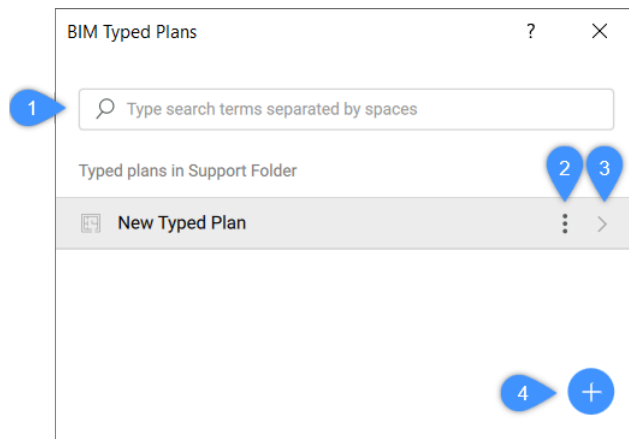 BIM Typed Plans ?
1
Type search terms separated by spaces
Typed plans in Support Folder
2 3
New Typed Plan
4